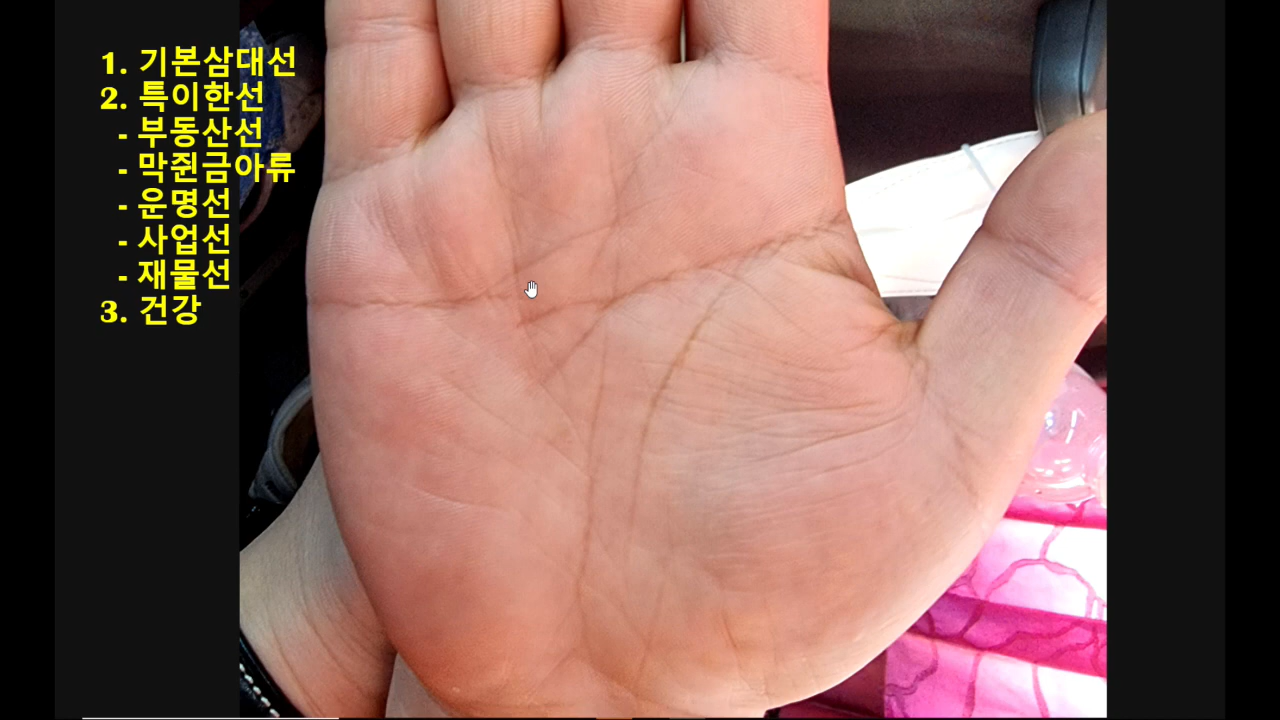 1. 기본삼대선
2. 특이한선
- 부동산선
- 막쥔금아류
- 운명선
- 사업선
- 재물선
3. 건강